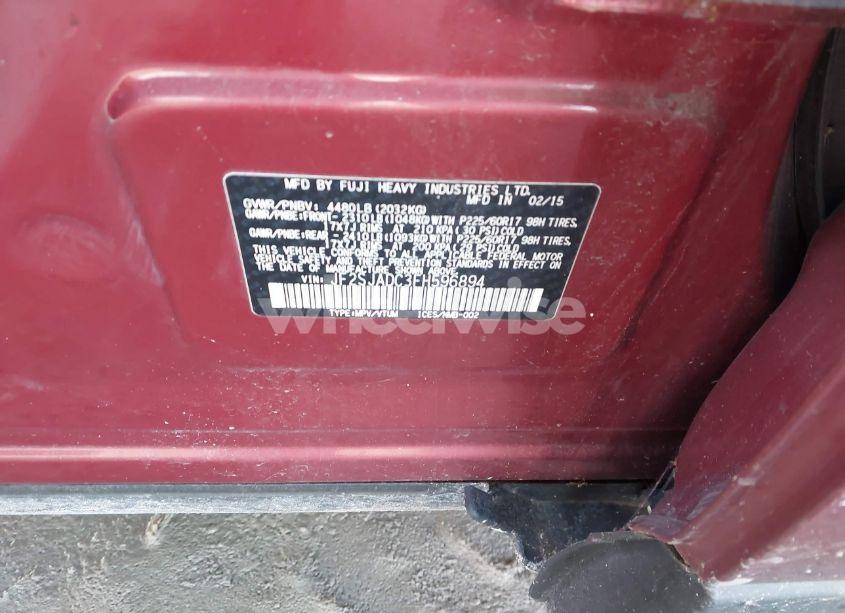 MFD BY FUJI HEAVY INDUSTRIES LTD.
MFD IN 02/15
GVWR/PNBV: 4480LB(2032KG)
GAWR/PNBE:FRONT-2310LB(1048KG)WITH P225/60R17 98H TIRES,
17X7J RIMS AT 210 KPA(30 PSI)COLD
GAWR/PNBE:REAR -2410LB(1093KG)WITH P225/60R17 98H TIRES,
17X7J RIMS AT 200 KPA(29 PSI)COLD
THIS VEHICLE CONFORMS TO ALL APPLICABLE FEDERAL MOTOR
VEHICLE SAFETY, AND THEFT PREVENTION STANDARDS IN EFFECT
ON THE DATE OF MANUFACTURE SHOWN ABOVE.
VIN: JF2SJADC3FH596894
TYPE:MPV/VTUM ICES/NMB-002
wheelwise